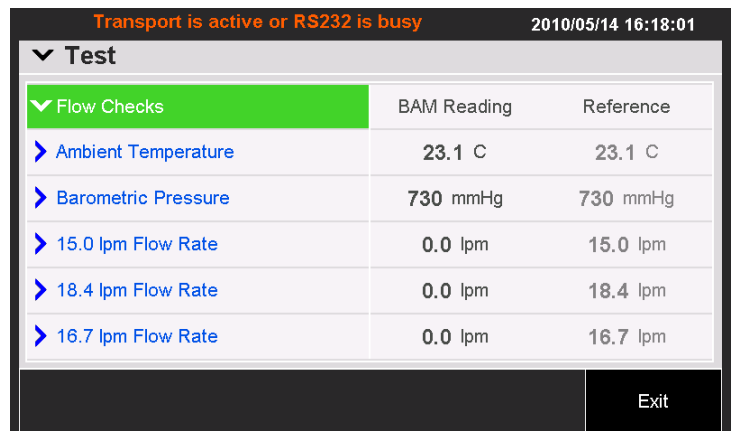 Transport is active or RS232 is busy 2010/05/14 16:18:01
Test
Flow Checks BAM Reading Reference
Ambient Temperature 23.1 C 23.1 C
Barometric Pressure 730 mmHg 730 mmHg
15.0 lpm Flow Rate 0.0 lpm 15.0 lpm
18.4 lpm Flow Rate 0.0 lpm 18.4 lpm
16.7 lpm Flow Rate 0.0 lpm 16.7 lpm
Exit